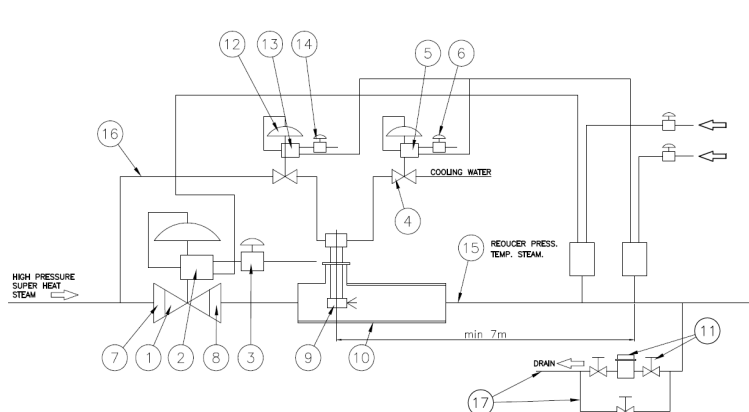 12
13
14
5
6
16
COOLING WATER
4
15
REDUCER PRESS.
TEMP. STEAM.
HIGH PRESSURE
SUPER HEAT
STEAM
min 7m
7
1
2
8
3
9
10
DRAIN
11
17